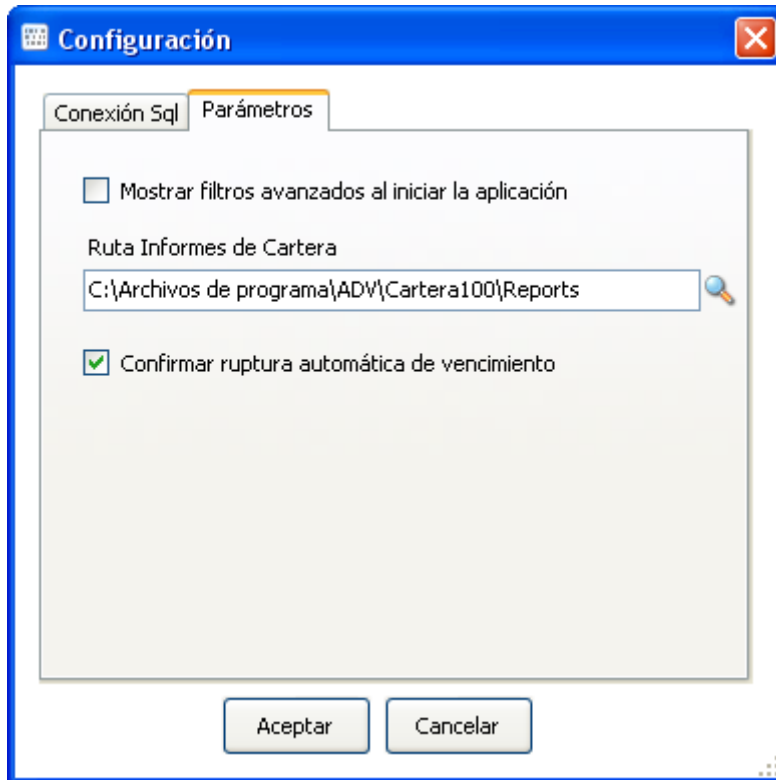 Configuración
Conexión Sql
Parámetros
Mostrar filtros avanzados al iniciar la aplicación
Ruta Informes de Cartera
C:\Archivos de programa\ADV\Cartera100\Reports
Confirmar ruptura automática de vencimiento
Aceptar
Cancelar